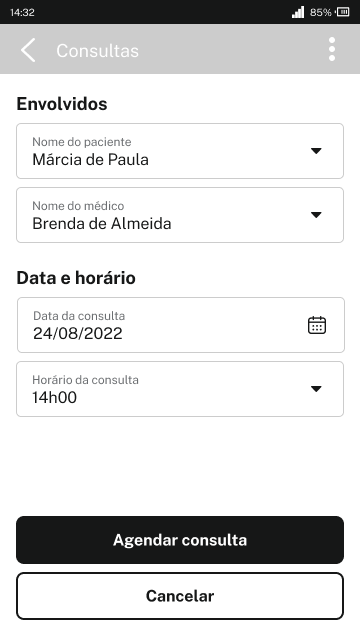 14:32
85%
Consultas
Envolvidos
Nome do paciente
Márcia de Paula
Nome do médico
Brenda de Almeida
Data e horário
Data da consulta
24/08/2022
Horário da consulta
14h00
Agendar consulta
Cancelar